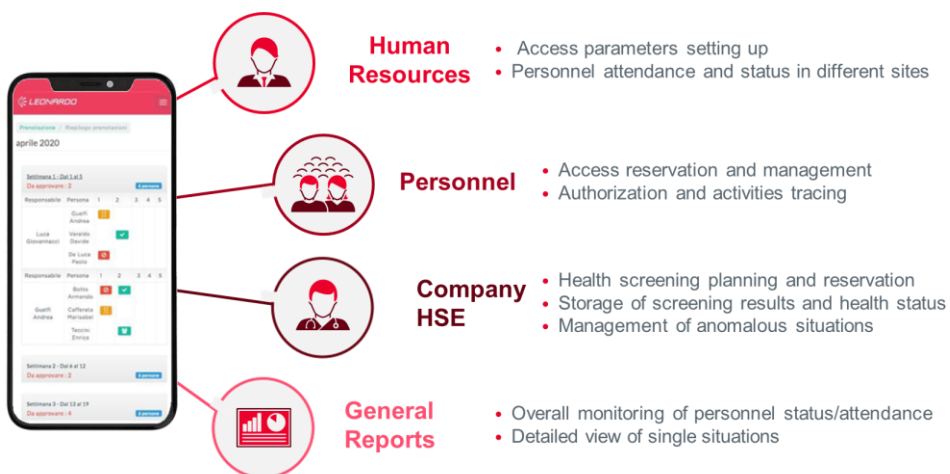 LEONARDO
Prenotazione / Riepilogo prenotazioni
aprile 2020
Settimana 1 - Dal 1 al 5
Da approvare : 2
3 persone
Responsabile Persona 1 2 3 4 5
Guelfi
Andrea
Luca
Giovannacci
Varaldo
Davide
De Luca
Paolo
Responsabile Persona 1 2 3 4 5
Botto
Armando
Guelfi
Andrea
Cafferata
Marisabel
Taccini
Enrica
Settimana 2 - Dal 6 al 12
Da approvare : 2
Settimana 3 - Dal 13 al 19
Da approvare : 4
Human
Resources
• Access parameters setting up
• Personnel attendance and status in different sites
Personnel
• Access reservation and management
• Authorization and activities tracing
Company
HSE
• Health screening planning and reservation
• Storage of screening results and health status
• Management of anomalous situations
General
Reports
• Overall monitoring of personnel status/attendance
• Detailed view of single situations